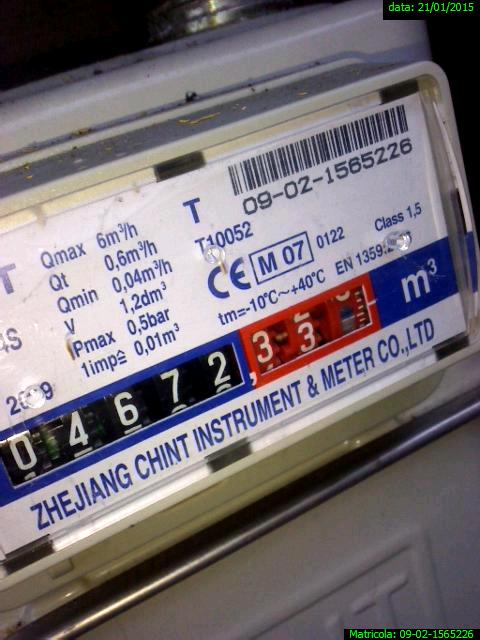 data: 21/01/2015
09-02-1565226
T
T
T10052
Qmax 6m³/h
Qt 0,6m³/h
Qmin 0,04m³/h
V 1,2dm³
Pmax 0,5bar
1imp≙ 0,01m³
CE M 07 0122
Class 1,5
tm=-10°C~+40°C
m³
04672,33
ZHEJIANG CHINT INSTRUMENT & METER CO.,LTD
Matricola: 09-02-1565226